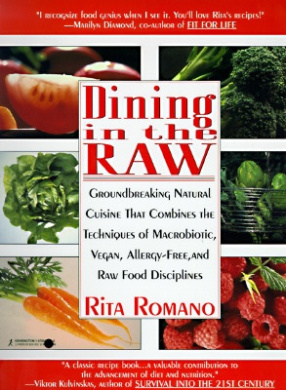 "I recognize food genius when I see it. You'll love Rita's recipes!"
—Marilyn Diamond, co-author of FIT FOR LIFE
Dining
in the
RAW
Groundbreaking Natural
Cuisine That Combines the
Techniques of Macrobiotic,
Vegan, Allergy-Free, and
Raw Food Disciplines
Rita Romano
"A classic recipe book...a valuable contribution to
the advancement of diet and nutrition."
—Viktor Kulvinskas, author of SURVIVAL INTO THE 21ST CENTURY